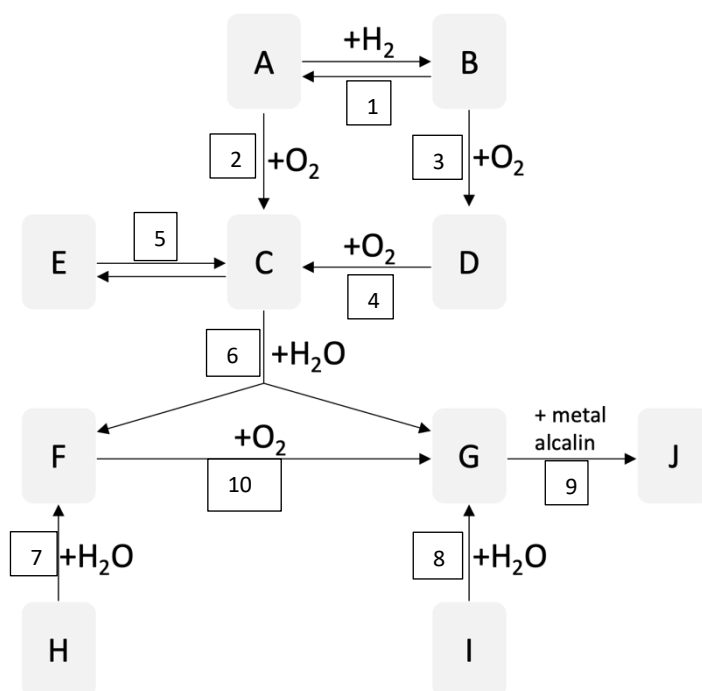 A
+H₂
B
1
2
+O₂
3
+O₂
E
5
C
+O₂
D
4
6
+H₂O
F
+O₂
10
G
+ metal
alcalin
9
J
7
+H₂O
8
+H₂O
H
I